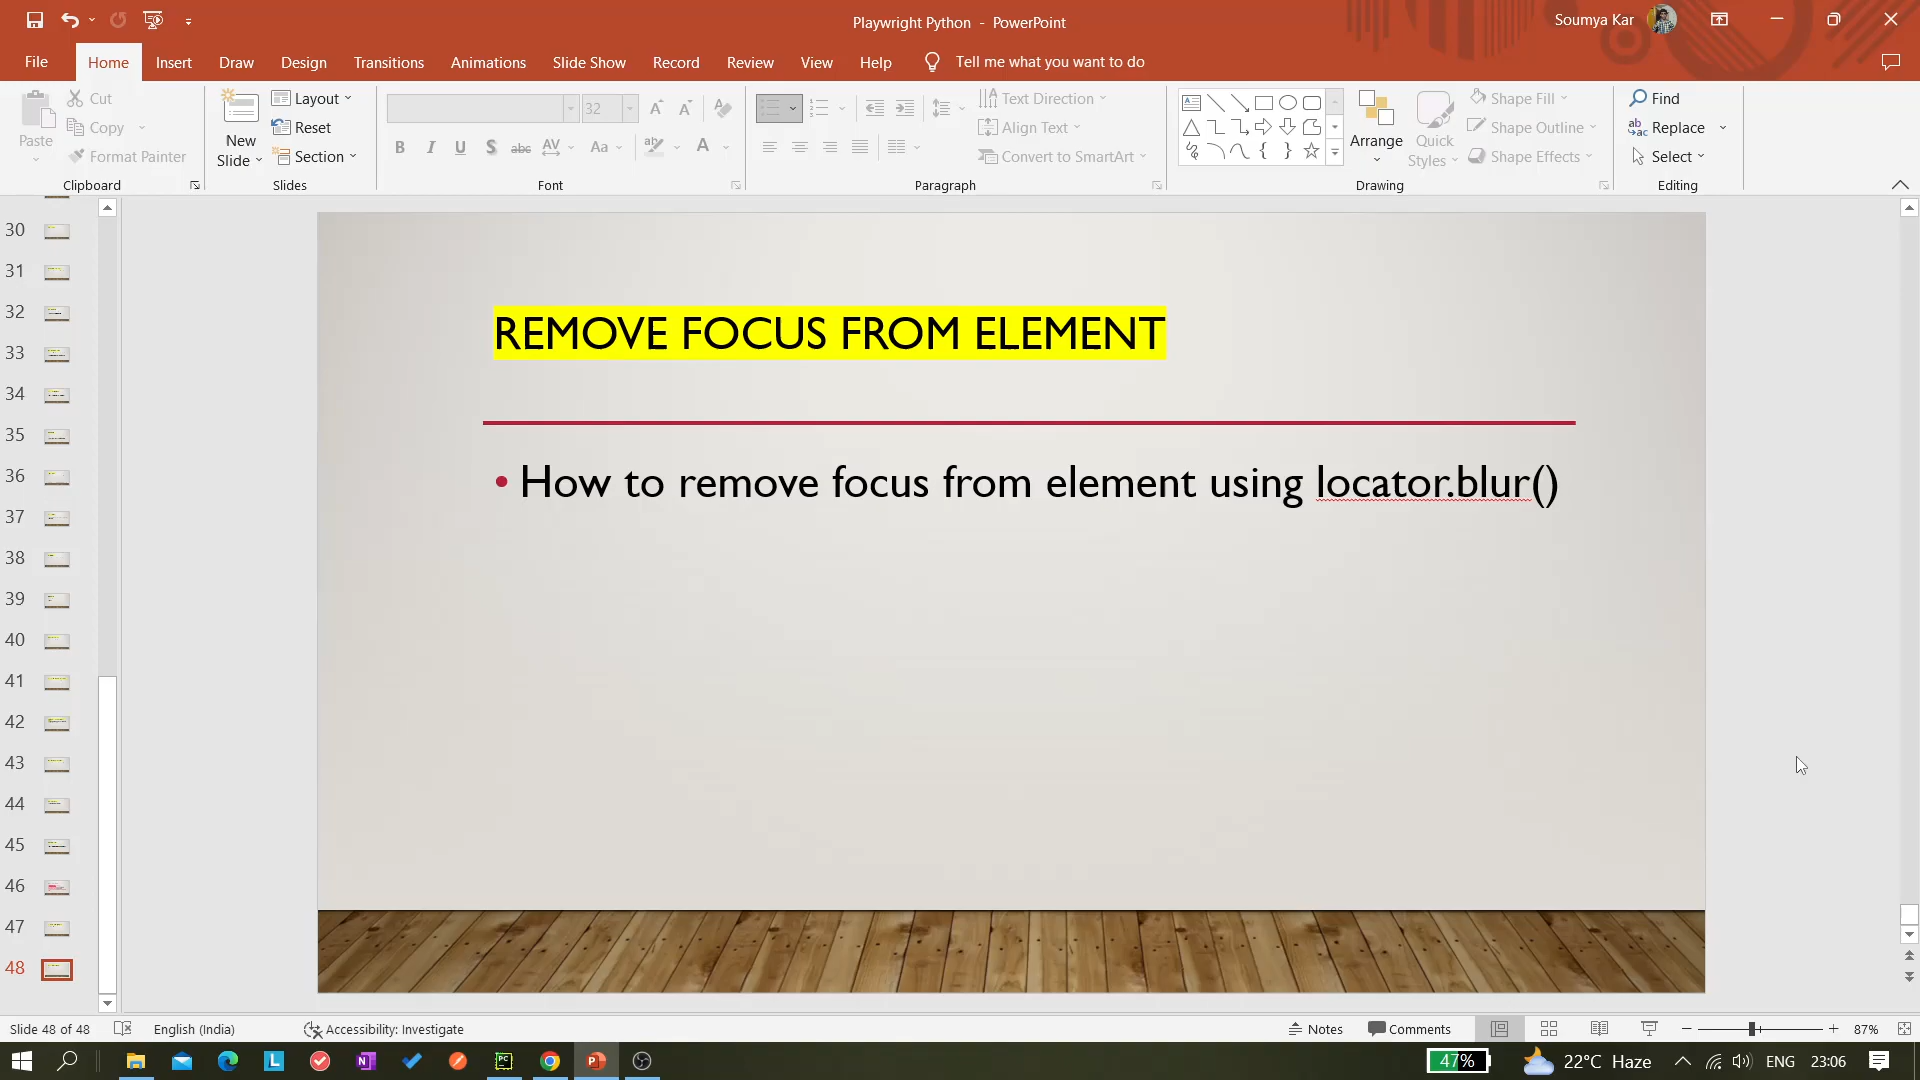 Playwright Python - PowerPoint
Soumya Kar
File Home Insert Draw Design Transitions Animations Slide Show Record Review View Help Tell me what you want to do
Paste
Cut
Copy
Format Painter
Clipboard
New Slide
Layout
Reset
Section
Slides
32
B I U S abc AV Aa A
Font
Text Direction
Align Text
Convert to SmartArt
Paragraph
Arrange
Quick Styles
Shape Fill
Shape Outline
Shape Effects
Drawing
Find
Replace
Select
Editing
30
31
32
33
34
35
36
37
38
39
40
41
42
43
44
45
46
47
48
REMOVE FOCUS FROM ELEMENT
• How to remove focus from element using locator.blur()
Slide 48 of 48 English (India) Accessibility: Investigate Notes Comments 87%
47% 22°C Haze ENG 23:06